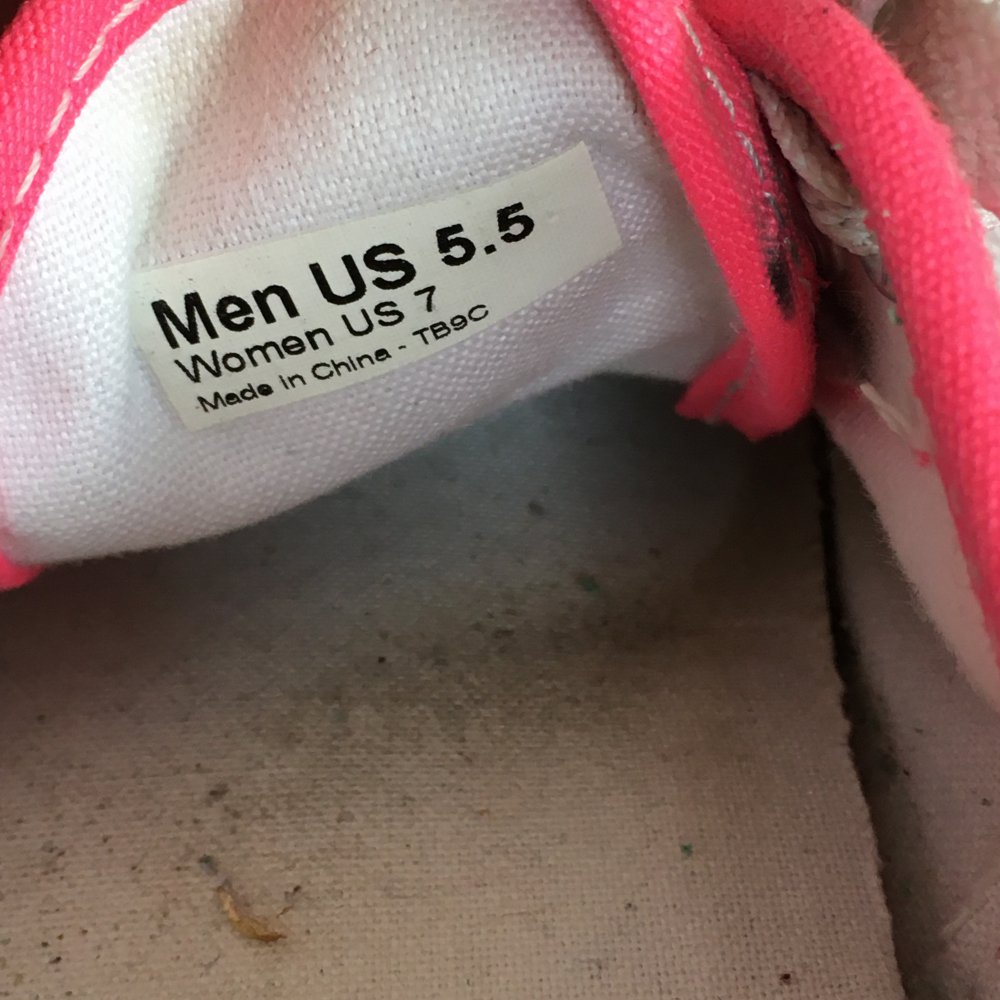 Men US 5.5
Women US 7
Made in China - TB9C